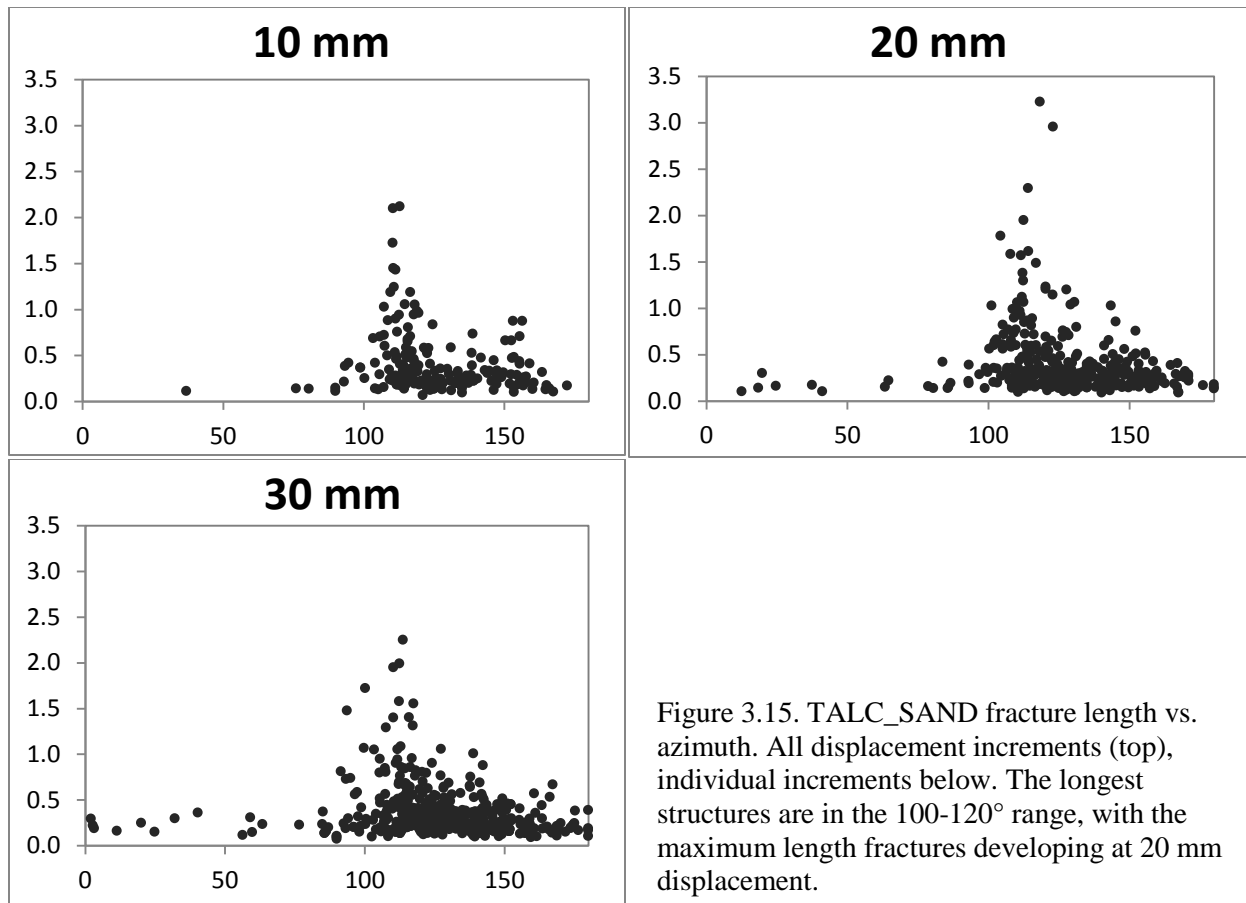 10 mm
3.5
3.0
2.5
2.0
1.5
1.0
0.5
0.0
0 50 100 150
20 mm
3.5
3.0
2.5
2.0
1.5
1.0
0.5
0.0
0 50 100 150
30 mm
3.5
3.0
2.5
2.0
1.5
1.0
0.5
0.0
0 50 100 150
Figure 3.15. TALC_SAND fracture length vs.
azimuth. All displacement increments (top),
individual increments below. The longest
structures are in the 100-120° range, with the
maximum length fractures developing at 20 mm
displacement.